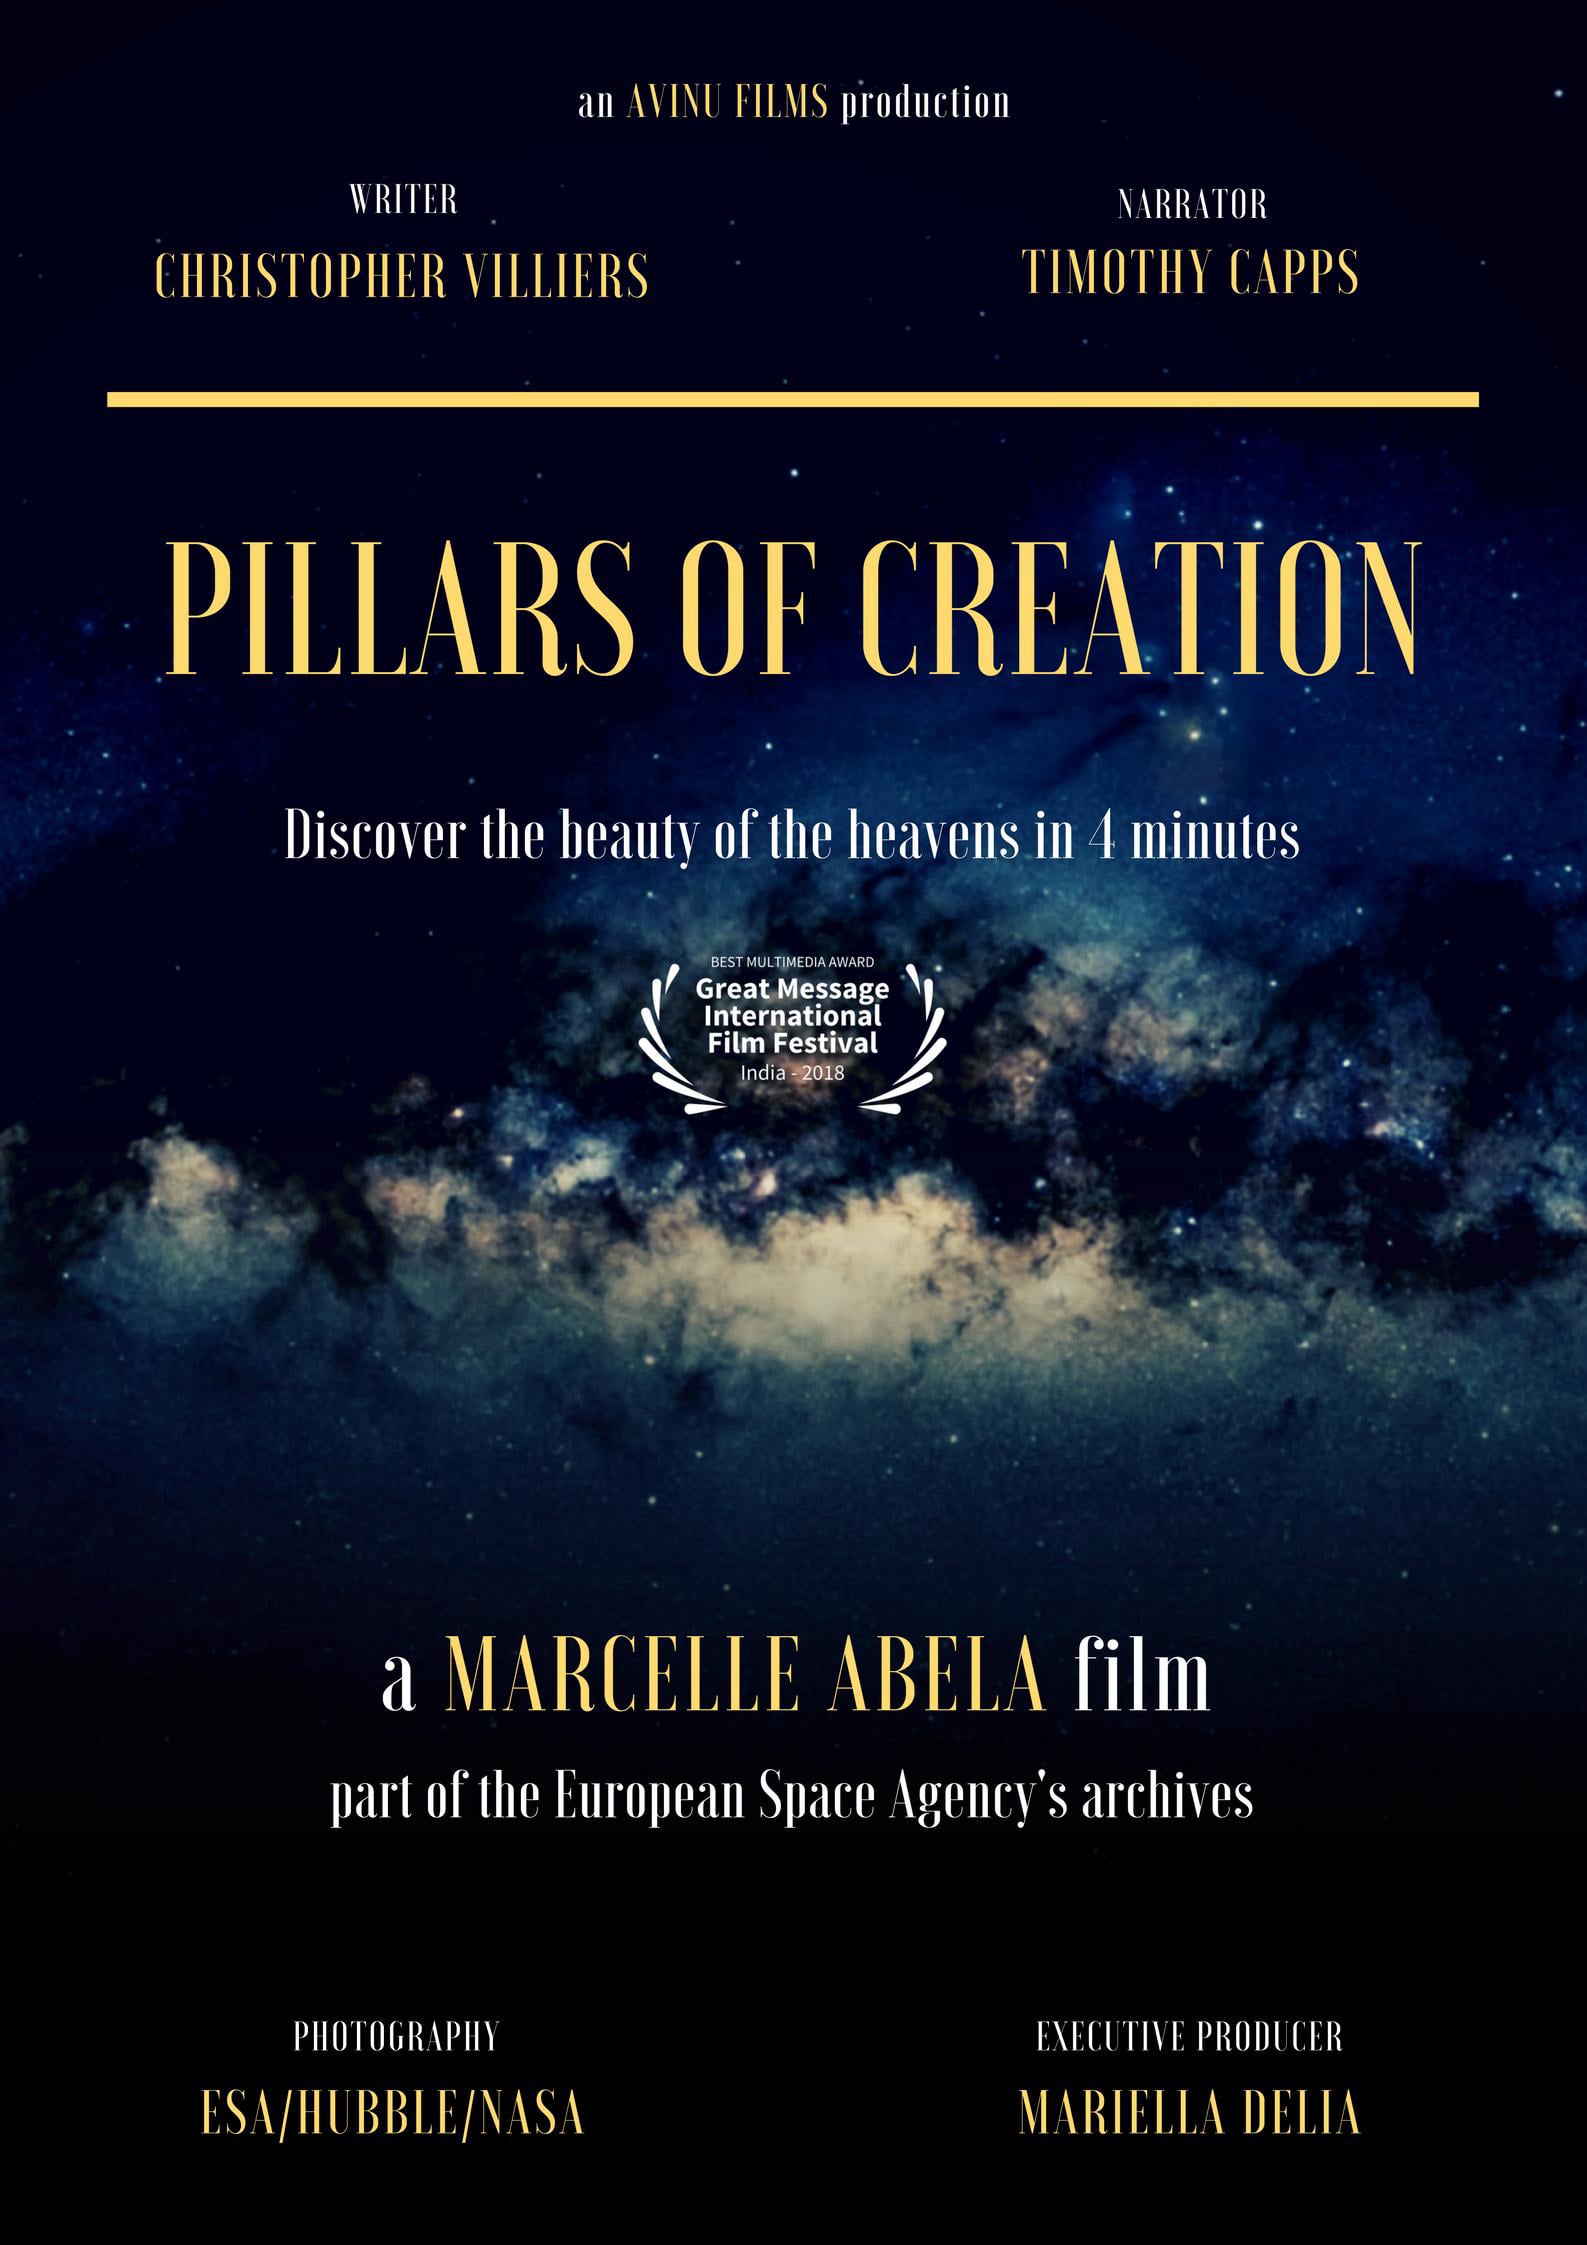 an AVINU FILMS production
WRITER
CHRISTOPHER VILLIERS
NARRATOR
TIMOTHY CAPPS
PILLARS OF CREATION
Discover the beauty of the heavens in 4 minutes
BEST MULTIMEDIA AWARD
Great Message
International
Film Festival
India - 2018
a MARCELLE ABELA film
part of the European Space Agency's archives
PHOTOGRAPHY
ESA/HUBBLE/NASA
EXECUTIVE PRODUCER
MARIELLA DELIA